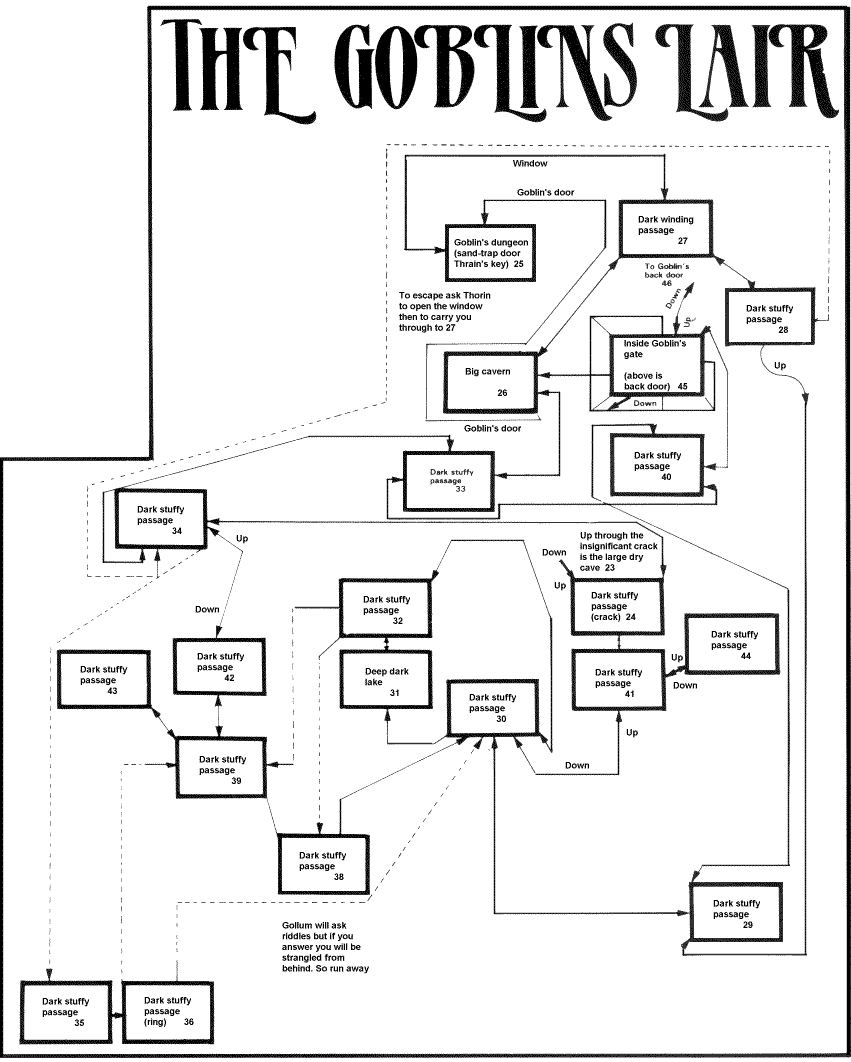 THE GOBLINS LAIR
Window
Goblin's door
Dark winding
passage
27
Goblin's dungeon
(sand-trap door
Thrain's key) 25
To Goblin's
back door
46
To escape ask Thorin
to open the window
then to carry you
through to 27
Down
Up
Dark stuffy
passage
28
Inside Goblin's
gate
(above is
back door) 45
Down
Up
Big cavern
26
Goblin's door
Dark stuffy
passage
33
Dark stuffy
passage
40
Dark stuffy
passage
34
Up
Up through the
insignificant crack
is the large dry
cave 23
Down
Up
Dark stuffy
passage
(crack) 24
Dark stuffy
passage
32
Down
Dark stuffy
passage
44
Dark stuffy
passage
43
Dark stuffy
passage
42
Deep dark
lake
31
Dark stuffy
passage
41
Up
Down
Dark stuffy
passage
30
Up
Down
Dark stuffy
passage
39
Dark stuffy
passage
38
Dark stuffy
passage
29
Gollum will ask
riddles but if you
answer you will be
strangled from
behind. So run away
Dark stuffy
passage
35
Dark stuffy
passage
(ring) 36